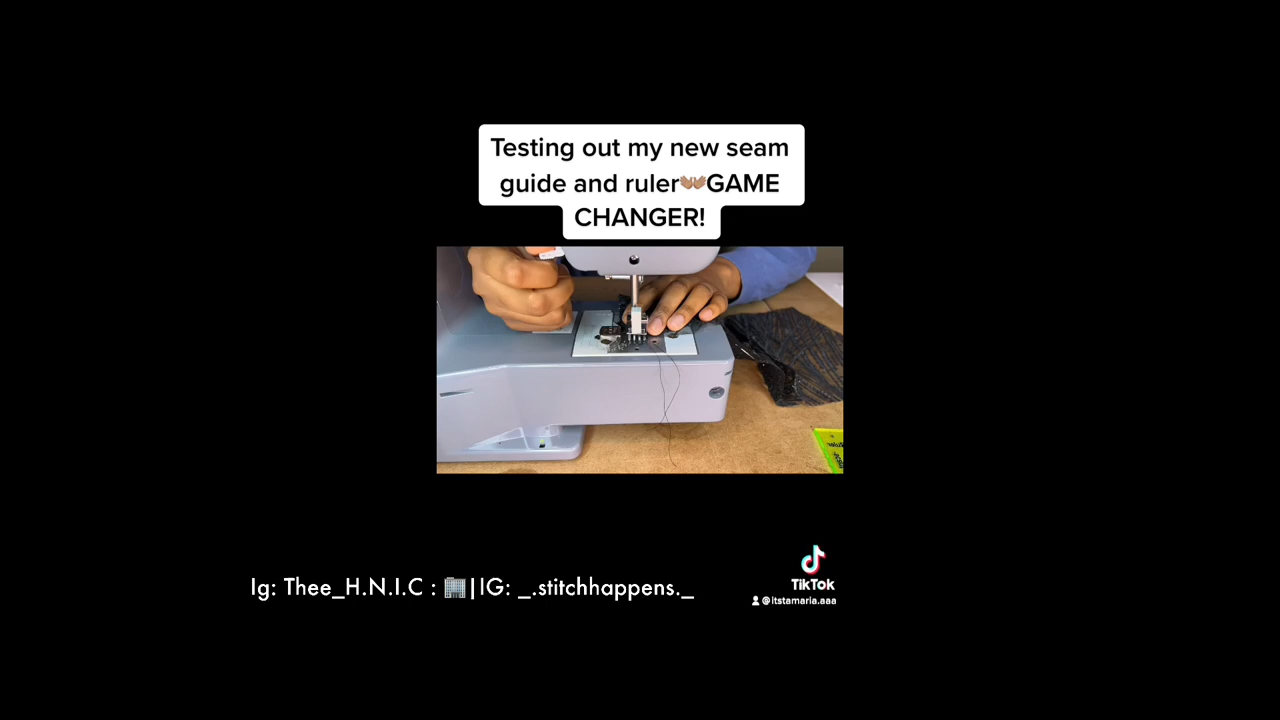 Testing out my new seam
guide and ruler👐🏽GAME
CHANGER!
Ig: Thee_H.N.I.C : 🏢|IG: _.stitchhappens._
TikTok
@itstamaria.aaa